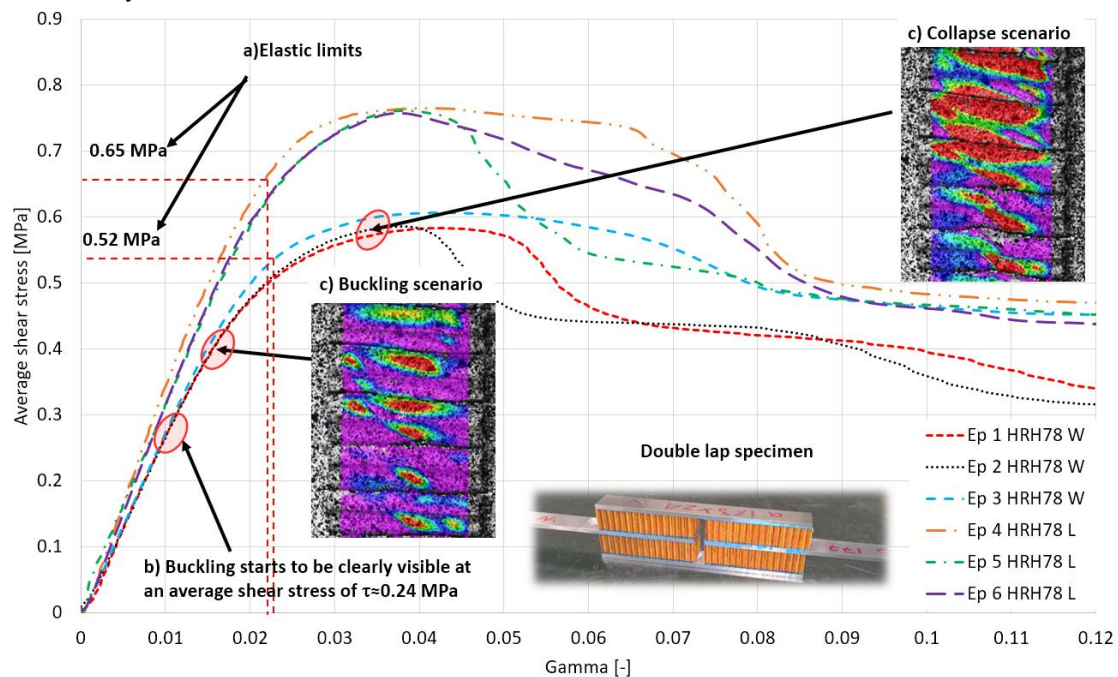 0.9
0.8
0.7
0.6
0.5
0.4
0.3
0.2
0.1
0
Average shear stress [MPa]
a)Elastic limits
0.65 MPa
0.52 MPa
c) Collapse scenario
c) Buckling scenario
b) Buckling starts to be clearly visible at
an average shear stress of τ≈0.24 MPa
Double lap specimen
Ep 1 HRH78 W
Ep 2 HRH78 W
Ep 3 HRH78 W
Ep 4 HRH78 L
Ep 5 HRH78 L
Ep 6 HRH78 L
0 0.01 0.02 0.03 0.04 0.05 0.06 0.07 0.08 0.09 0.1 0.11 0.12
Gamma [-]